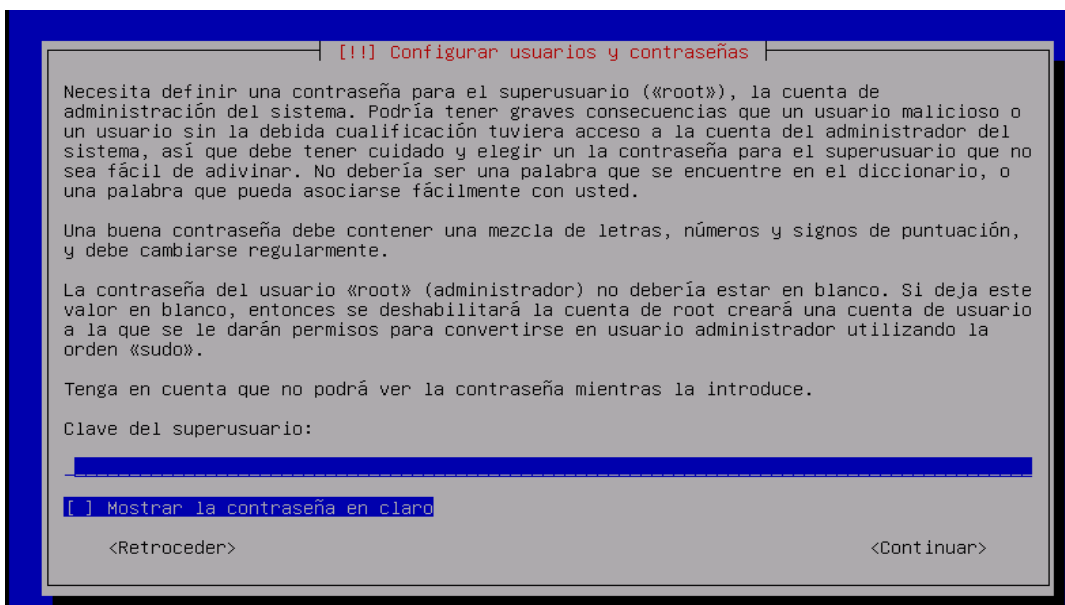 [!!] Configurar usuarios y contraseñas
Necesita definir una contraseña para el superusuario («root»), la cuenta de
administración del sistema. Podría tener graves consecuencias que un usuario malicioso o
un usuario sin la debida cualificación tuviera acceso a la cuenta del administrador del
sistema, así que debe tener cuidado y elegir un la contraseña para el superusuario que no
sea fácil de adivinar. No debería ser una palabra que se encuentre en el diccionario, o
una palabra que pueda asociarse fácilmente con usted.
Una buena contraseña debe contener una mezcla de letras, números y signos de puntuación,
y debe cambiarse regularmente.
La contraseña del usuario «root» (administrador) no debería estar en blanco. Si deja este
valor en blanco, entonces se deshabilitará la cuenta de root creará una cuenta de usuario
a la que se le darán permisos para convertirse en usuario administrador utilizando la
orden «sudo».
Tenga en cuenta que no podrá ver la contraseña mientras la introduce.
Clave del superusuario:
[ ] Mostrar la contraseña en claro
<Retroceder> <Continuar>